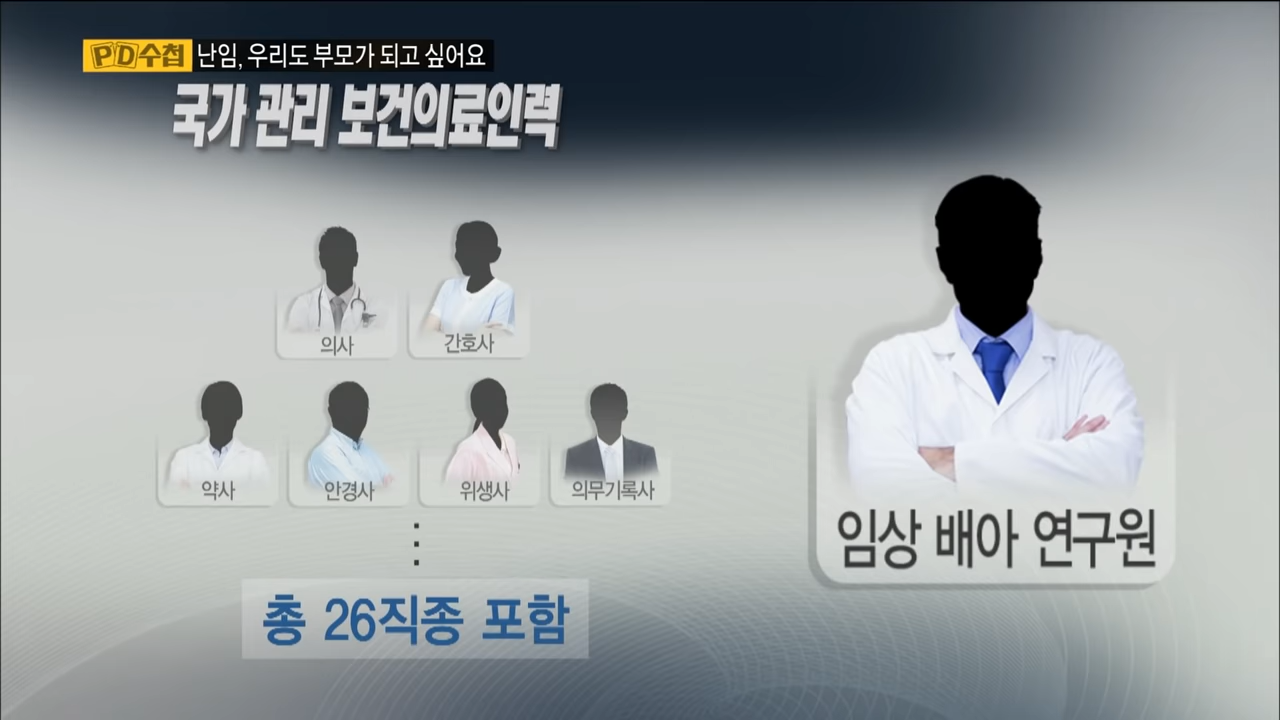 PD수첩 난임, 우리도 부모가 되고 싶어요
국가 관리 보건의료인력
의사 간호사
약사 안경사 위생사 의무기록사
총 26직종 포함
임상 배아 연구원